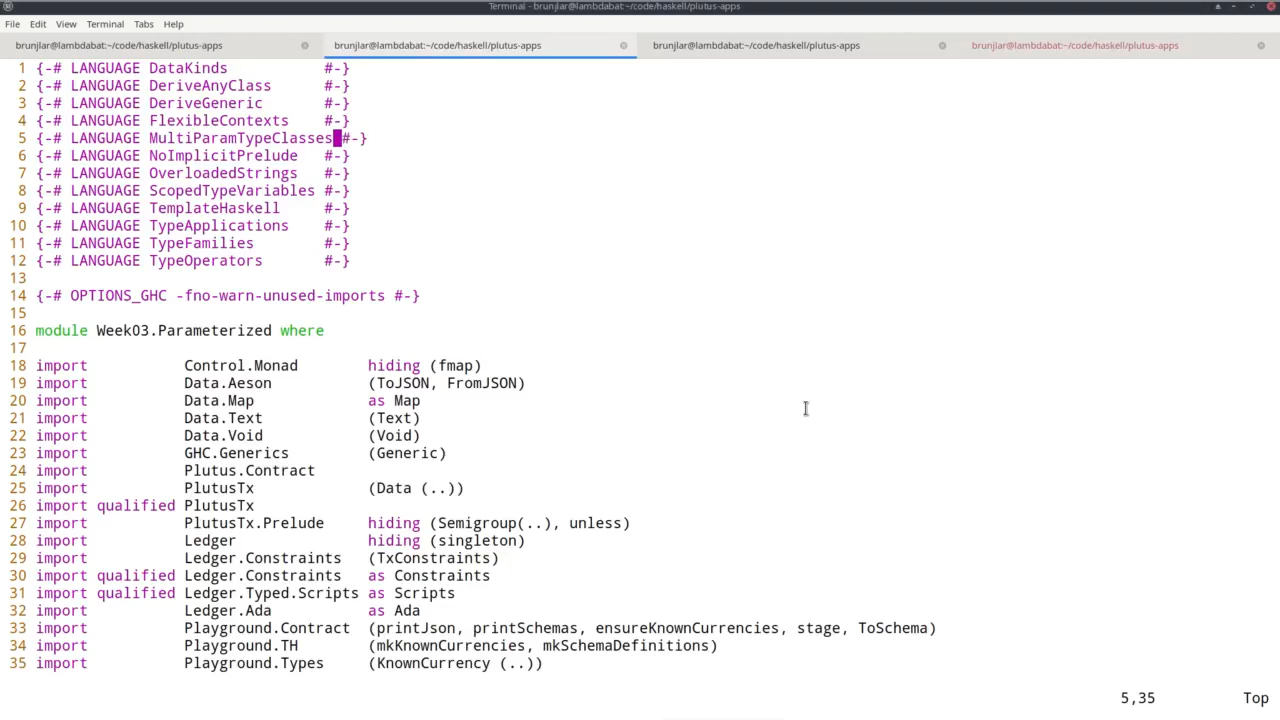 Terminal - brunjlar@lambdabat:~/code/haskell/plutus-apps
File Edit View Terminal Tabs Help
brunjlar@lambdabat:~/code/haskell/plutus-apps brunjlar@lambdabat:~/code/haskell/plutus-apps brunjlar@lambdabat:~/code/haskell/plutus-apps brunjlar@lambdabat:~/code/haskell/plutus-apps
1 {-# LANGUAGE DataKinds             #-}
2 {-# LANGUAGE DeriveAnyClass        #-}
3 {-# LANGUAGE DeriveGeneric         #-}
4 {-# LANGUAGE FlexibleContexts      #-}
5 {-# LANGUAGE MultiParamTypeClasses #-}
6 {-# LANGUAGE NoImplicitPrelude   #-}
7 {-# LANGUAGE OverloadedStrings   #-}
8 {-# LANGUAGE ScopedTypeVariables #-}
9 {-# LANGUAGE TemplateHaskell     #-}
10 {-# LANGUAGE TypeApplications    #-}
11 {-# LANGUAGE TypeFamilies        #-}
12 {-# LANGUAGE TypeOperators       #-}
13
14 {-# OPTIONS_GHC -fno-warn-unused-imports #-}
15
16 module Week03.Parameterized where
17
18 import           Control.Monad        hiding (fmap)
19 import           Data.Aeson           (ToJSON, FromJSON)
20 import           Data.Map             as Map
21 import           Data.Text            (Text)
22 import           Data.Void            (Void)
23 import           GHC.Generics         (Generic)
24 import           Plutus.Contract
25 import           PlutusTx             (Data (..))
26 import qualified PlutusTx
27 import           PlutusTx.Prelude     hiding (Semigroup(..), unless)
28 import           Ledger               hiding (singleton)
29 import           Ledger.Constraints   (TxConstraints)
30 import qualified Ledger.Constraints   as Constraints
31 import qualified Ledger.Typed.Scripts as Scripts
32 import           Ledger.Ada           as Ada
33 import           Playground.Contract  (printJson, printSchemas, ensureKnownCurrencies, stage, ToSchema)
34 import           Playground.TH        (mkKnownCurrencies, mkSchemaDefinitions)
35 import           Playground.Types     (KnownCurrency (..))
5,35 Top